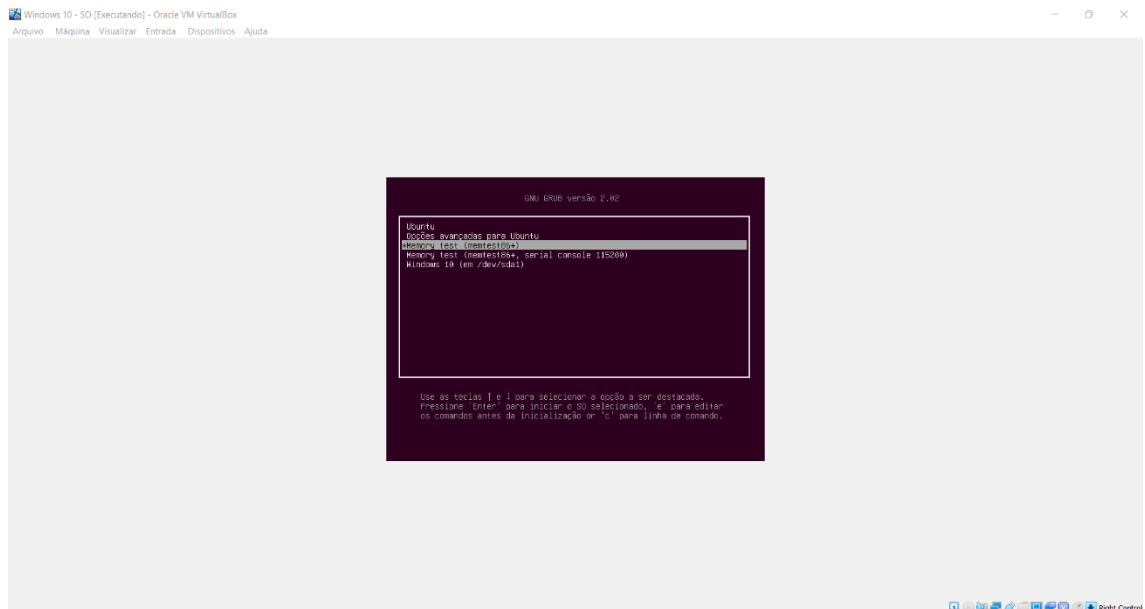 Windows 10 - SO [Executando] - Oracle VM VirtualBox
Arquivo Máquina Visualizar Entrada Dispositivos Ajuda
GNU GRUB versão 2.02
Ubuntu
Opções avançadas para Ubuntu
*Memory test (memtest86+)
Memory test (memtest86+, serial console 115200)
Windows 10 (em /dev/sda1)
Use as teclas ↑ e ↓ para selecionar a opção a ser destacada.
Pressione 'Enter' para iniciar o SO selecionado, 'e' para editar
os comandos antes da inicialização or 'c' para linha de comando.
Right Control